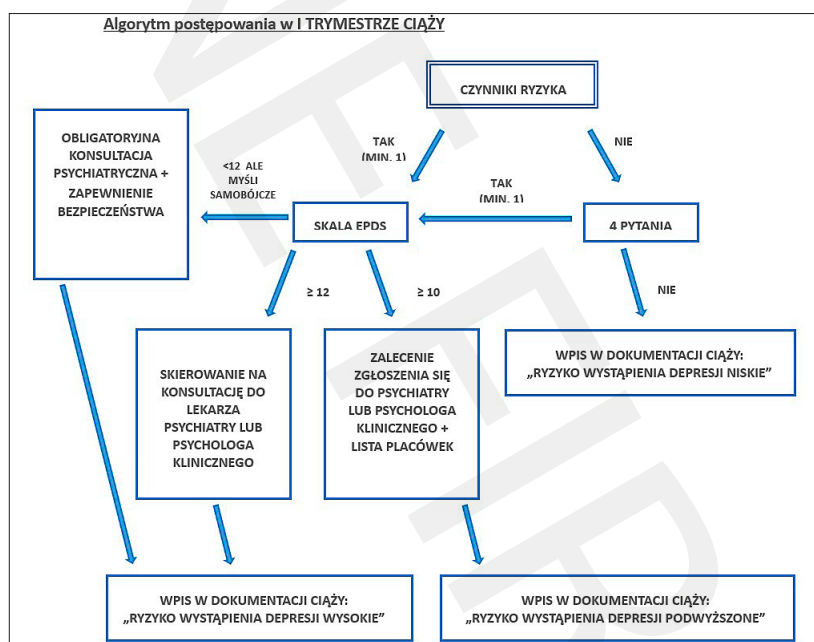 Algorytm postępowania w I TRYMESTRZE CIĄŻY
CZYNNIKI RYZYKA
OBLIGATORYJNA
KONSULTACJA
PSYCHIATRYCZNA +
ZAPEWNIENIE
BEZPIECZEŃSTWA
TAK
(MIN. 1)
NIE
<12 ALE
MYŚLI
SAMOBÓJCZE
TAK
(MIN. 1)
SKALA EPDS
4 PYTANIA
≥ 12
≥ 10
NIE
SKIEROWANIE NA
KONSULTACJĘ DO
LEKARZA
PSYCHIATRY LUB
PSYCHOLOGA
KLINICZNEGO
ZALECENIE
ZGŁOSZENIA SIĘ
DO PSYCHIATRY
LUB PSYCHOLOGA
KLINICZNEGO +
LISTA PLACÓWEK
WPIS W DOKUMENTACJI CIĄŻY:
„RYZYKO WYSTĄPIENIA DEPRESJI NISKIE”
WPIS W DOKUMENTACJI CIĄŻY:
„RYZYKO WYSTĄPIENIA DEPRESJI WYSOKIE”
WPIS W DOKUMENTACJI CIĄŻY:
„RYZYKO WYSTĄPIENIA DEPRESJI PODWYŻSZONE”